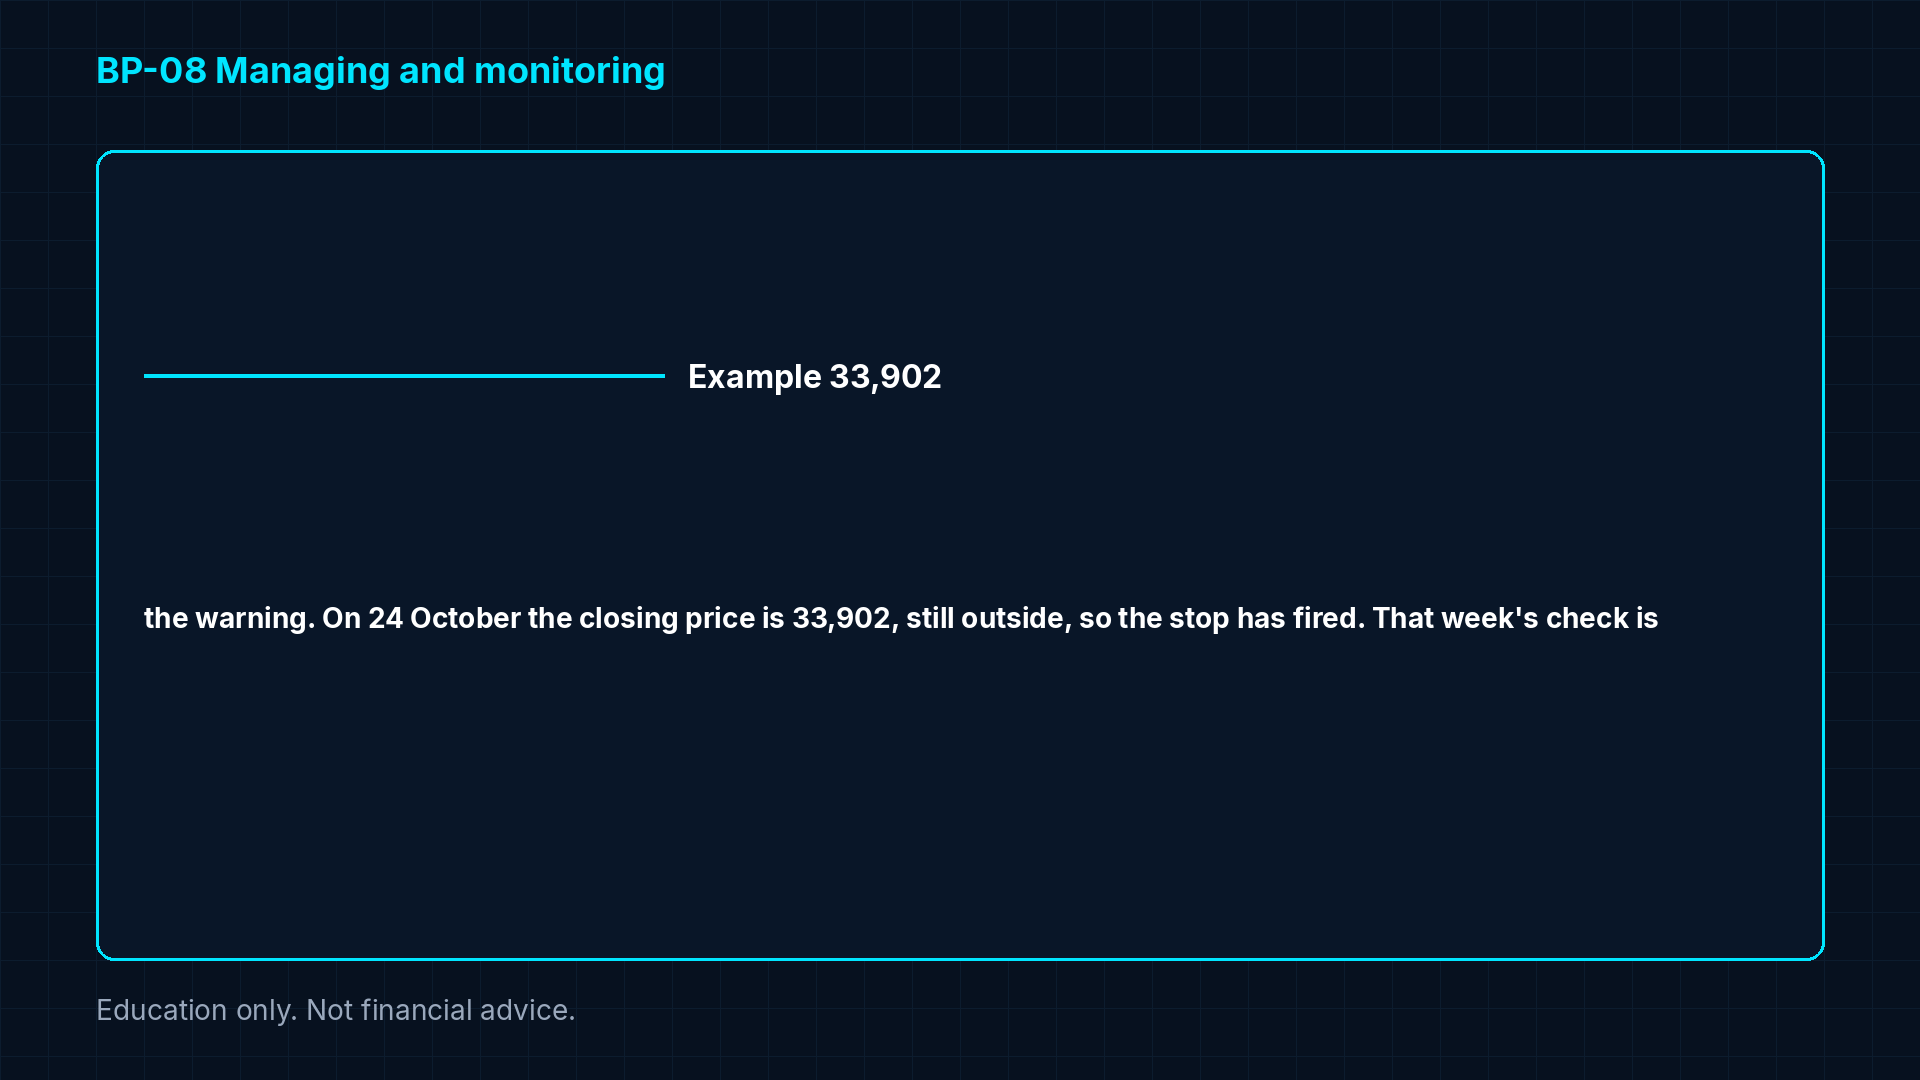 BP-08 Managing and monitoring
Example 33,902
the warning. On 24 October the closing price is 33,902, still outside, so the stop has fired. That week's check is
Education only. Not financial advice.